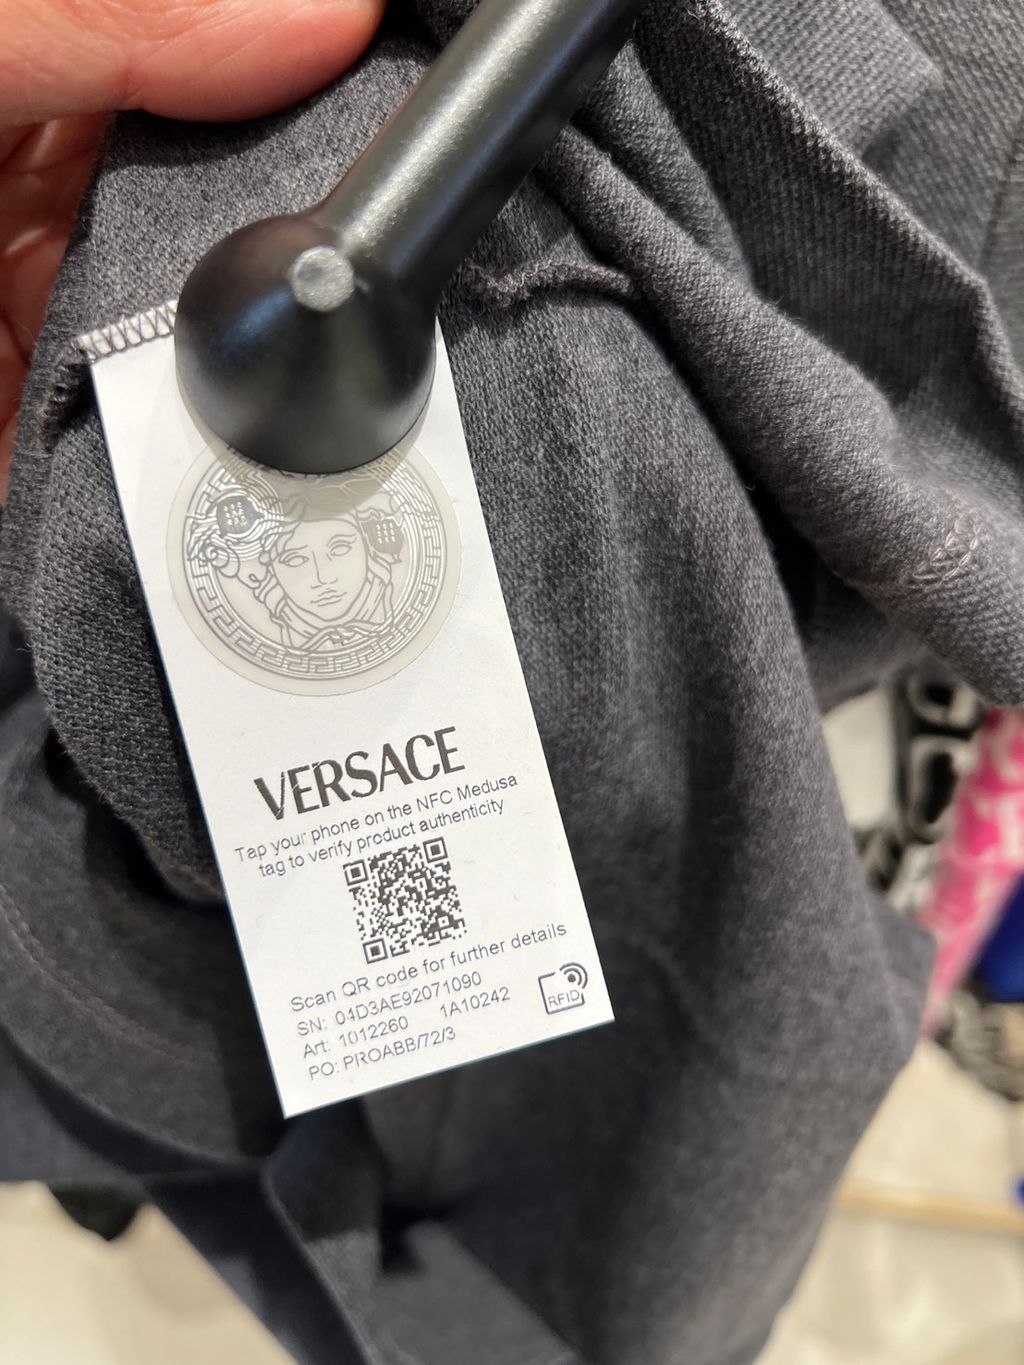 VERSACE
Tap your phone on the NFC Medusa
tag to verify product authenticity
Scan QR code for further details
SN: 04D3AE92071090
Art: 1012260 1A10242
PO: PROABB/72/3
RFID